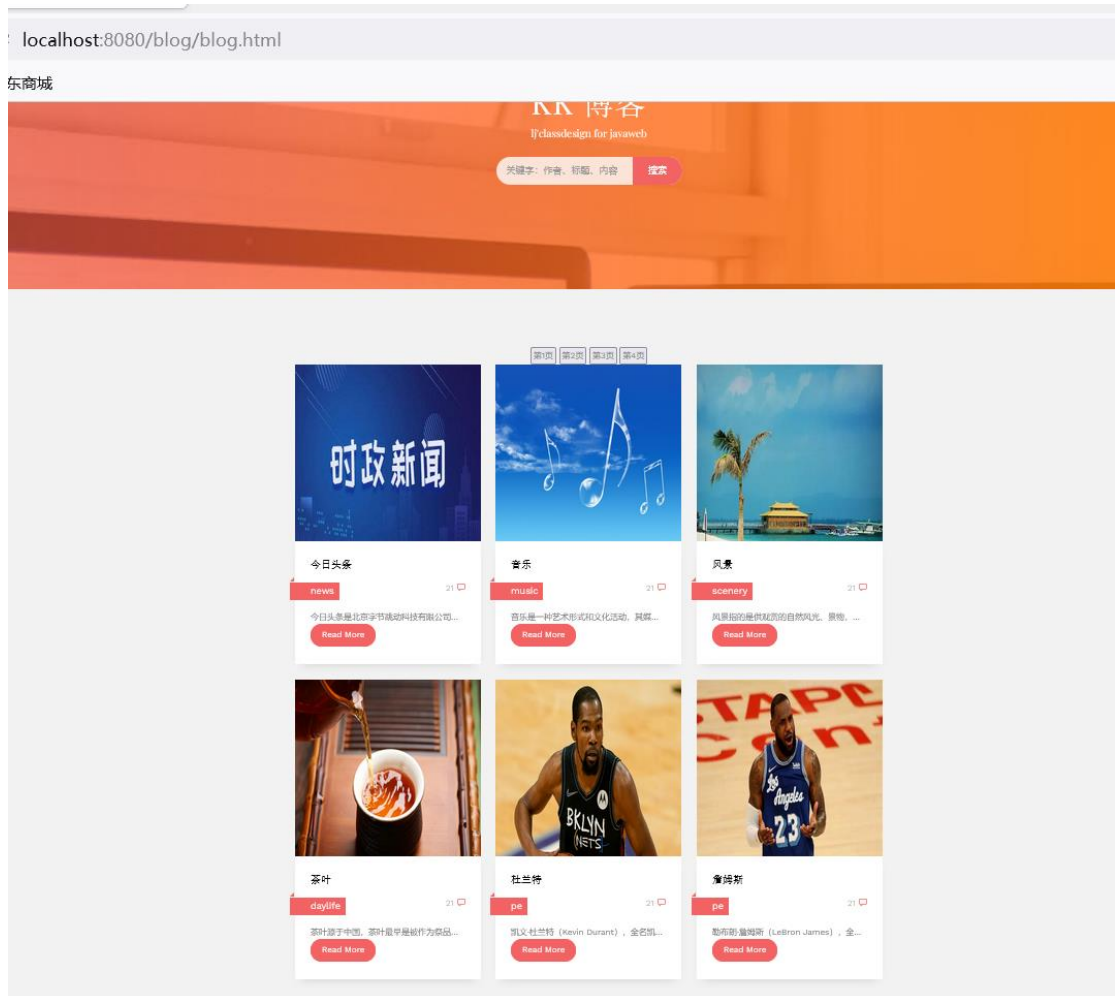 localhost:8080/blog/blog.html
东商城
KK 博客
lj'classdesign for javaweb
关键字：作者、标题、内容 搜索
第1页 第2页 第3页 第4页
时政新闻
今日头条 音乐 风景
news 21 music 21 scenery 21
今日头条是北京字节跳动科技有限公司... 音乐是一种艺术形式和文化活动，其媒... 风景指的是供观赏的自然风光、景物，...
Read More Read More Read More
STAPL
Cent
BKLYN
NETS
Los
Angeles
23
茶叶 杜兰特 詹姆斯
daylife 21 pe 21 pe 21
茶叶源于中国，茶叶最早是被作为祭品... 凯文·杜兰特（Kevin Durant），全名凯... 勒布朗·詹姆斯（LeBron James），全...
Read More Read More Read More